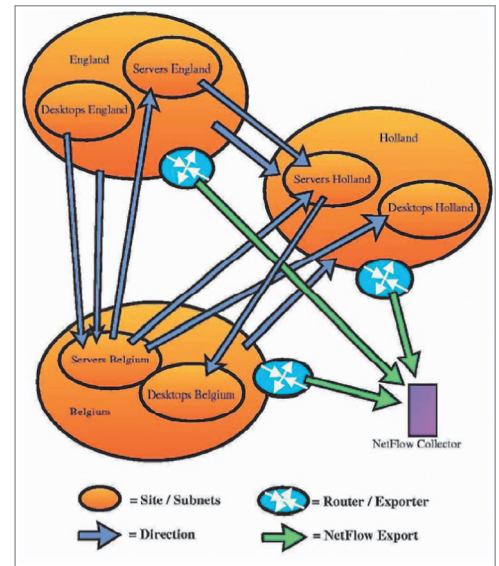 England
Servers England
Desktops England
Holland
Servers Holland
Desktops Holland
Servers Belgium
Desktops Belgium
Belgium
NetFlow Collector
= Site / Subnets
= Router / Exporter
= Direction
= NetFlow Export